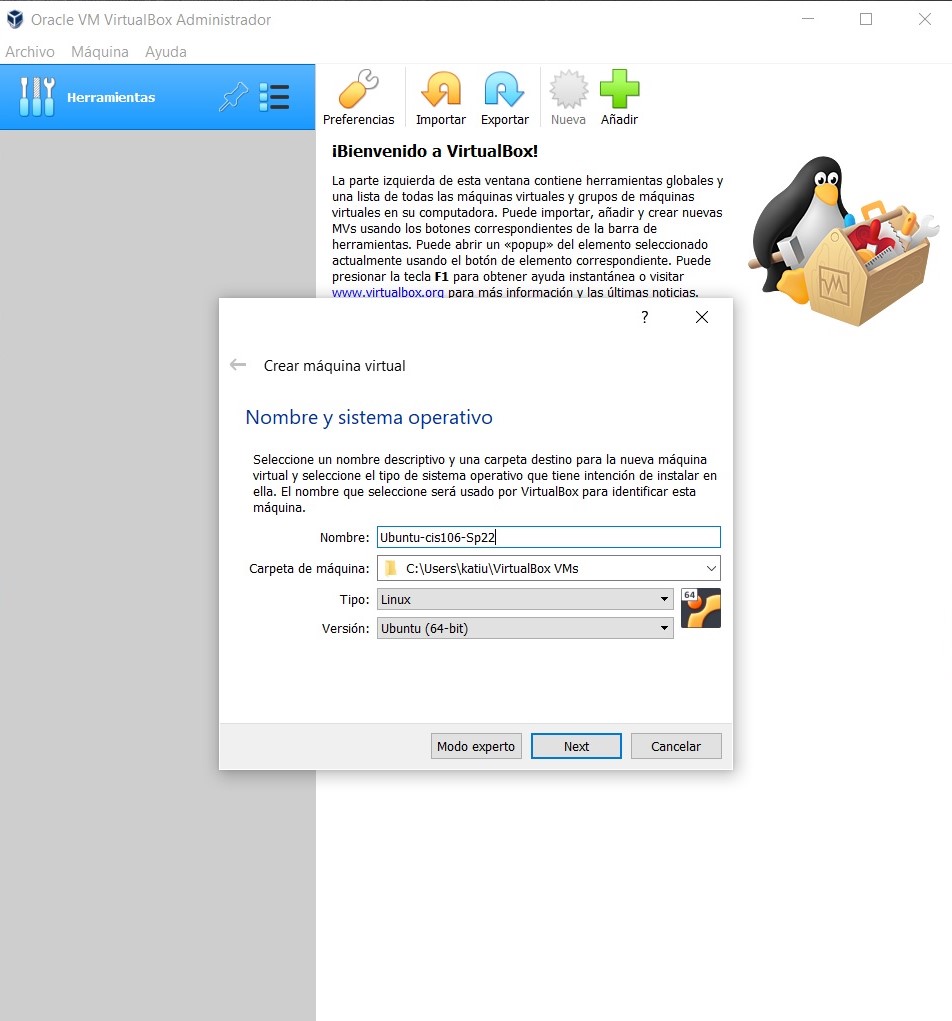 Oracle VM VirtualBox Administrador
Archivo Máquina Ayuda
Herramientas
Preferencias Importar Exportar Nueva Añadir
¡Bienvenido a VirtualBox!
La parte izquierda de esta ventana contiene herramientas globales y
una lista de todas las máquinas virtuales y grupos de máquinas
virtuales en su computadora. Puede importar, añadir y crear nuevas
MVs usando los botones correspondientes de la barra de
herramientas. Puede abrir un «popup» del elemento seleccionado
actualmente usando el botón de elemento correspondiente. Puede
presionar la tecla F1 para obtener ayuda instantánea o visitar
www.virtualbox.org para más información y las últimas noticias.
?
Crear máquina virtual
Nombre y sistema operativo
Seleccione un nombre descriptivo y una carpeta destino para la nueva máquina
virtual y seleccione el tipo de sistema operativo que tiene intención de instalar en
ella. El nombre que seleccione será usado por VirtualBox para identificar esta
máquina.
Nombre: Ubuntu-cis106-Sp22
Carpeta de máquina: C:\Users\katiu\VirtualBox VMs
Tipo: Linux
64
Versión: Ubuntu (64-bit)
Modo experto Next Cancelar